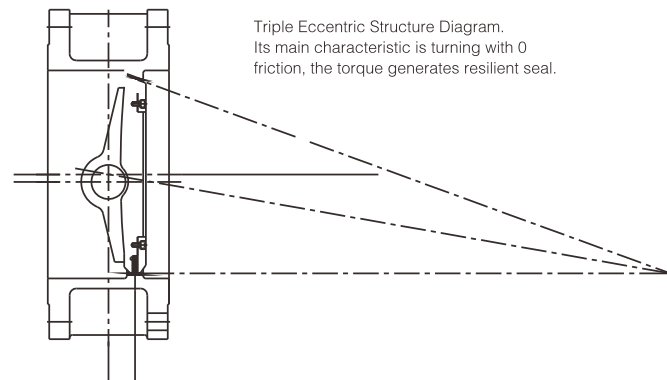 Triple Eccentric Structure Diagram.
Its main characteristic is turning with 0
friction, the torque generates resilient seal.